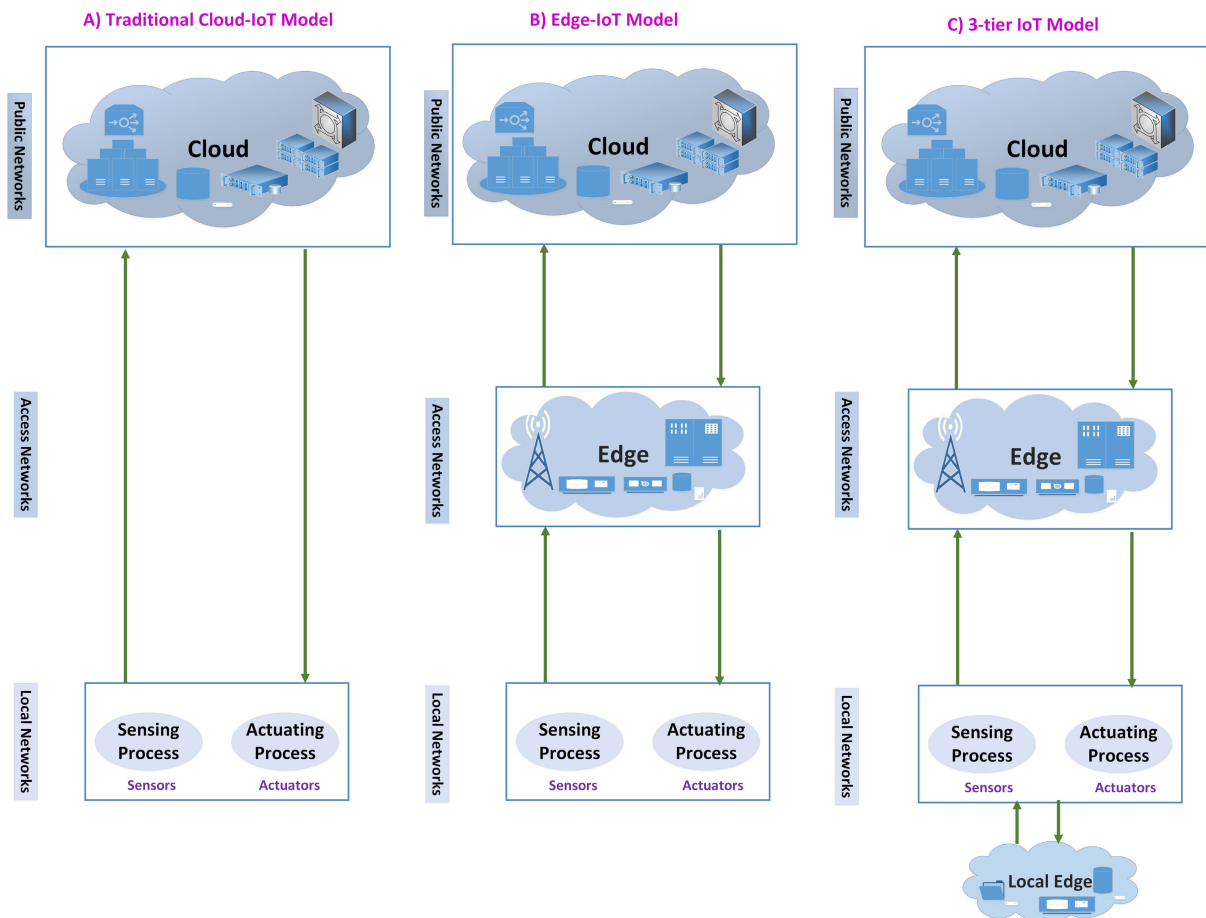 A) Traditional Cloud-IoT Model
Public Networks
Cloud
Access Networks
Local Networks
Sensing
Process
Actuating
Process
Sensors
Actuators
B) Edge-IoT Model
Public Networks
Cloud
Access Networks
Edge
Local Networks
Sensing
Process
Actuating
Process
Sensors
Actuators
C) 3-tier IoT Model
Public Networks
Cloud
Access Networks
Edge
Local Networks
Sensing
Process
Actuating
Process
Sensors
Actuators
Local Edge